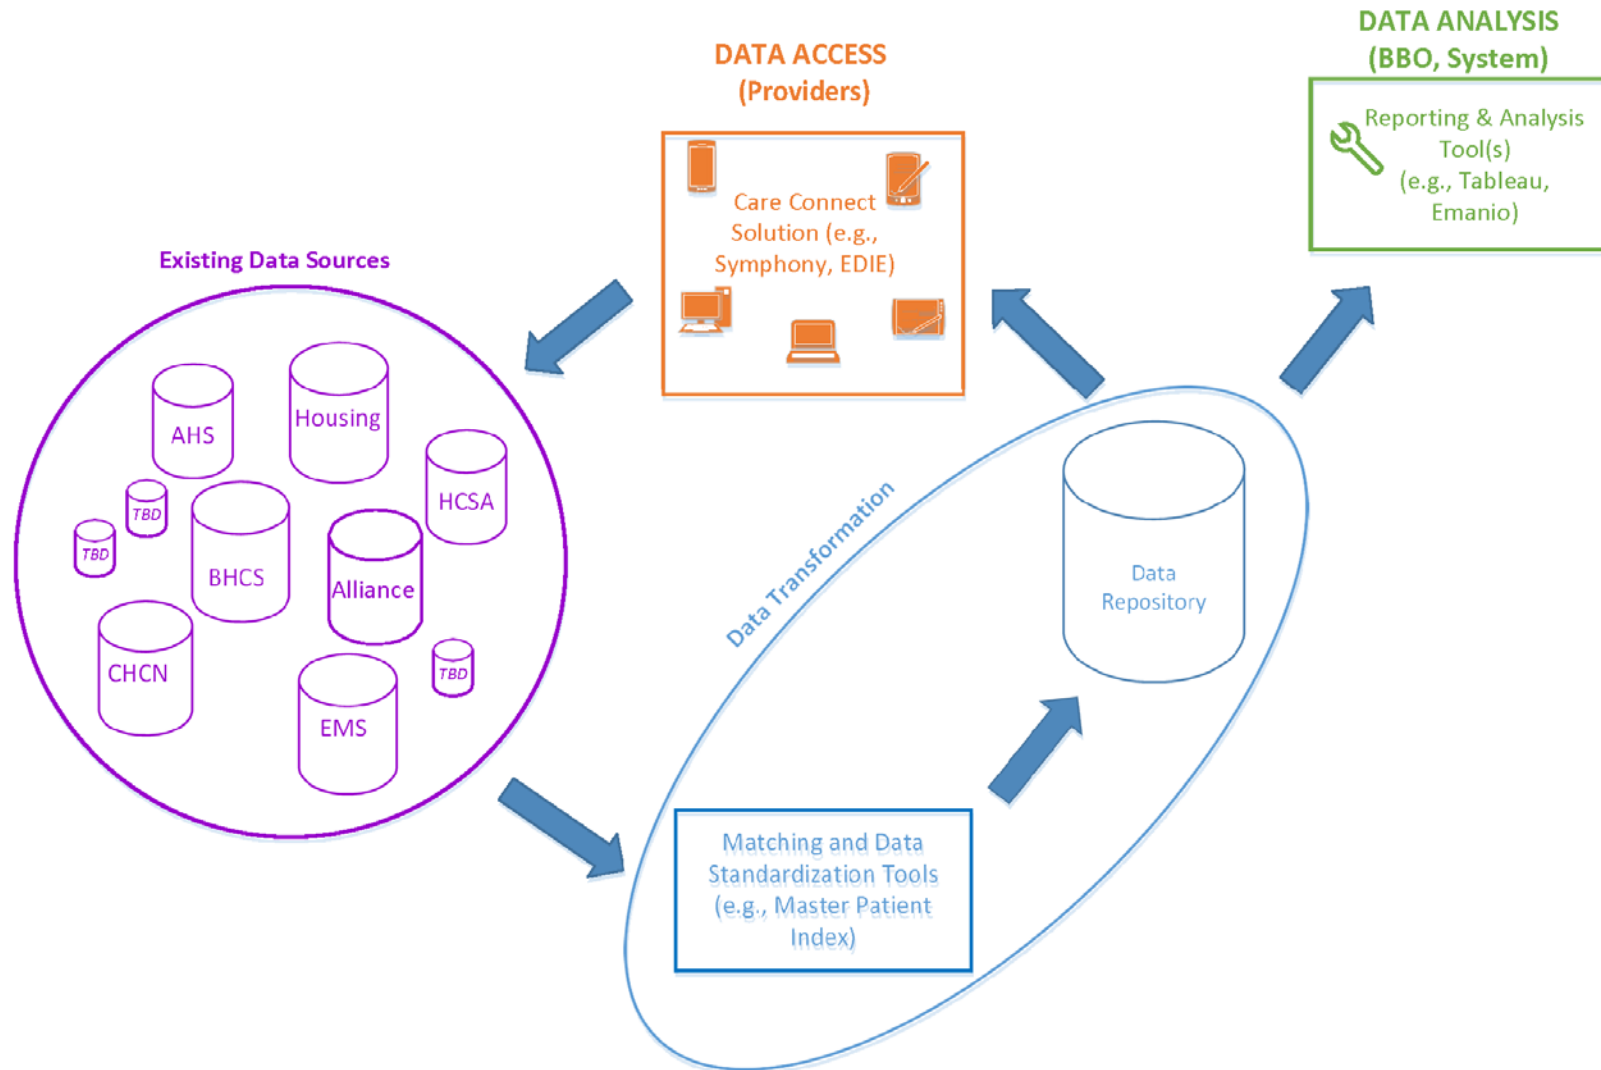 DATA ANALYSIS
(BBO, System)
Reporting & Analysis
Tool(s)
(e.g., Tableau,
Emanio)
DATA ACCESS
(Providers)
Care Connect
Solution (e.g.,
Symphony, EDIE)
Existing Data Sources
AHS
Housing
HCSA
TBD
TBD
BHCS
Alliance
CHCN
TBD
EMS
Data Transformation
Data
Repository
Matching and Data
Standardization Tools
(e.g., Master Patient
Index)